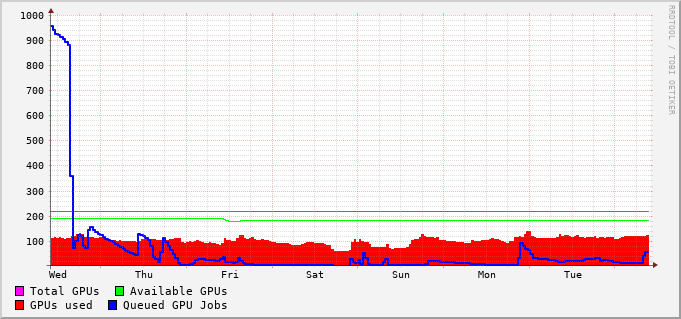 1000
900
800
700
600
500
400
300
200
100
Wed Thu Fri Sat Sun Mon Tue
Total GPUs Available GPUs
GPUs used Queued GPU Jobs
RRDTOOL / TOBI OETIKER